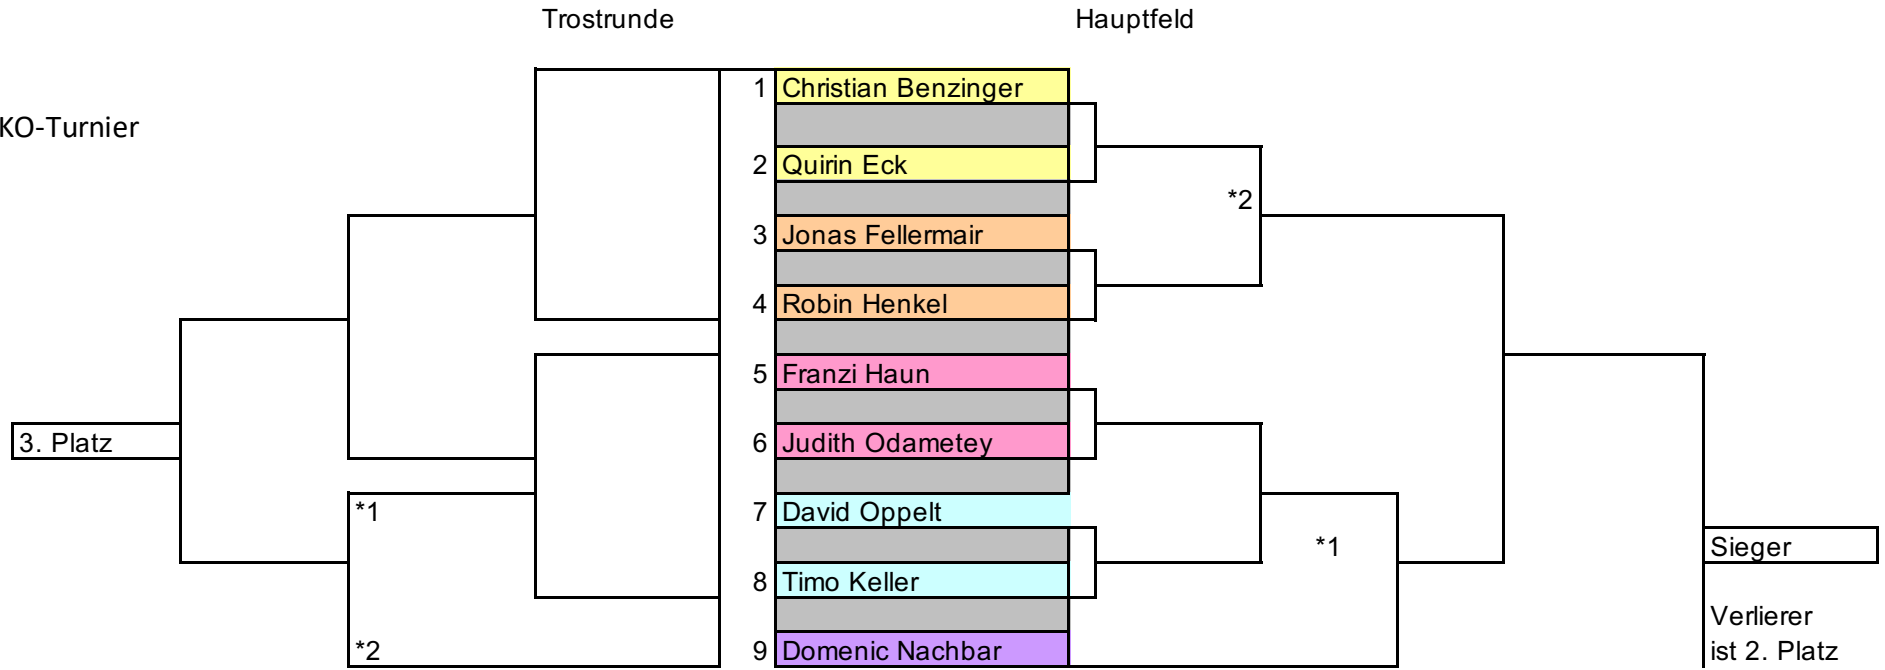 Trostrunde Hauptfeld
1 Christian Benzinger
KO-Turnier
2 Quirin Eck
*2
3 Jonas Fellermair
4 Robin Henkel
5 Franzi Haun
3. Platz 6 Judith Odametey
*1 7 David Oppelt
*1 Sieger
8 Timo Keller
Verlierer
*2 9 Domenic Nachbar ist 2. Platz